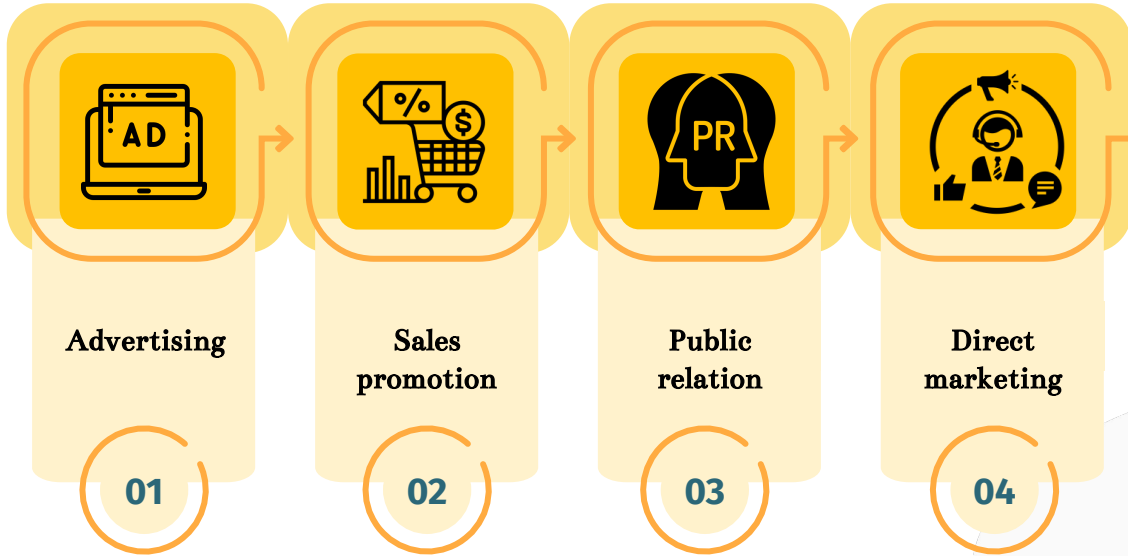 AD
%
$
PR
Advertising
Sales
promotion
Public
relation
Direct
marketing
01
02
03
04